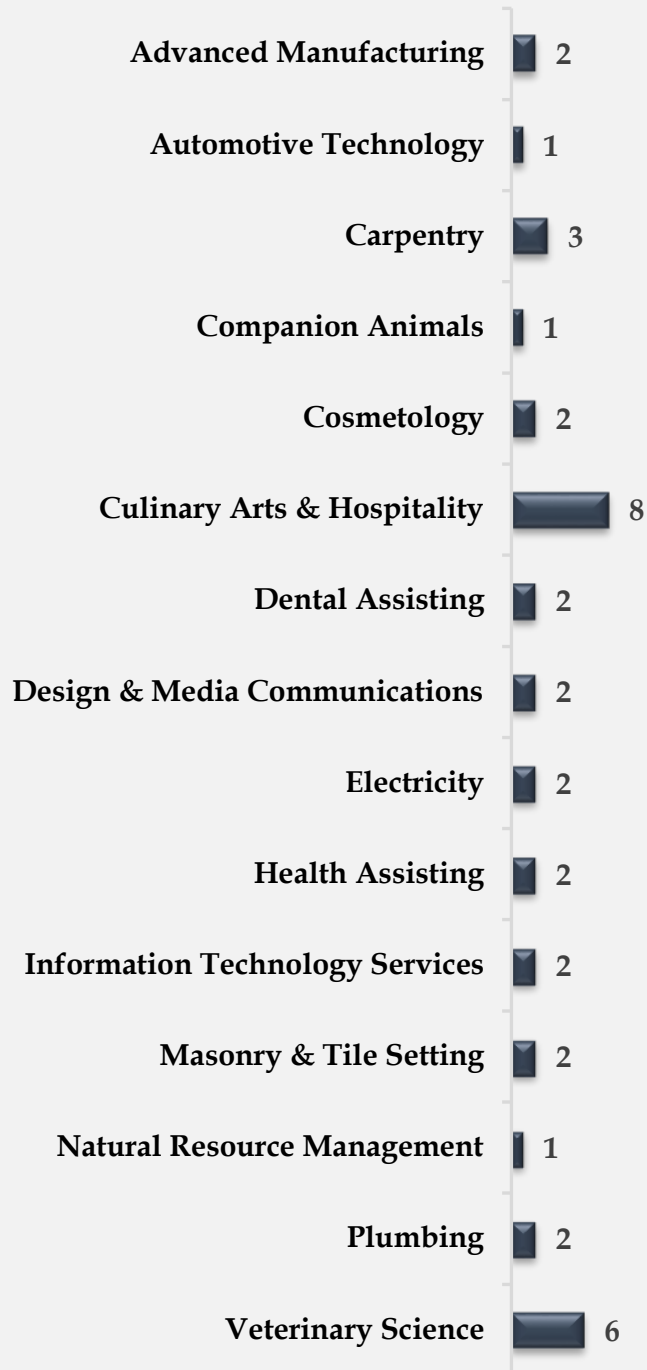 Advanced Manufacturing 2
Automotive Technology 1
Carpentry 3
Companion Animals 1
Cosmetology 2
Culinary Arts & Hospitality 8
Dental Assisting 2
Design & Media Communications 2
Electricity 2
Health Assisting 2
Information Technology Services 2
Masonry & Tile Setting 2
Natural Resource Management 1
Plumbing 2
Veterinary Science 6